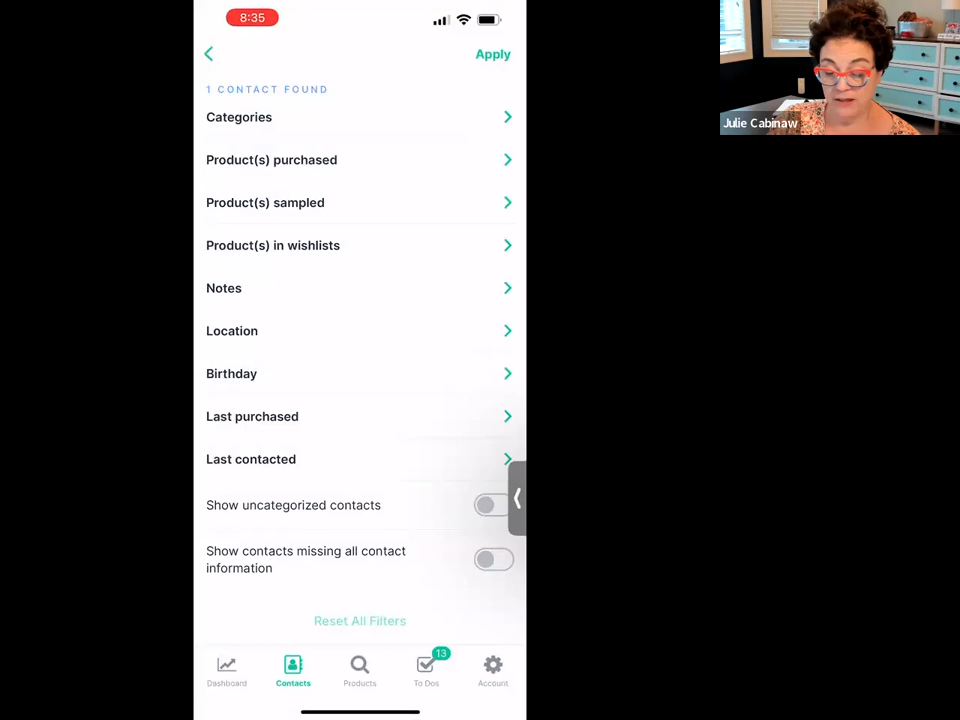 8:35
Apply
1 CONTACT FOUND
Categories
Product(s) purchased
Product(s) sampled
Product(s) in wishlists
Notes
Location
Birthday
Last purchased
Last contacted
Show uncategorized contacts
Show contacts missing all contact
information
Reset All Filters
13
Dashboard
Contacts
Products
To Dos
Account
Julie Cabinaw